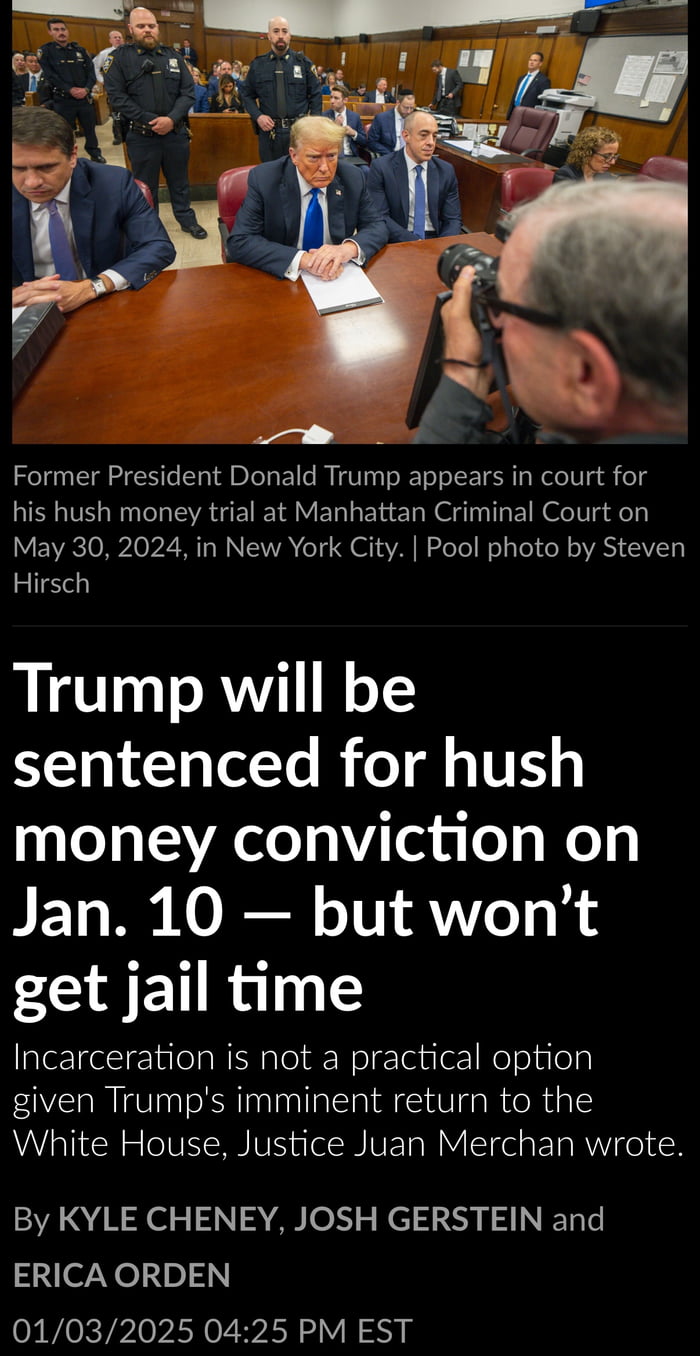 Former President Donald Trump appears in court for
his hush money trial at Manhattan Criminal Court on
May 30, 2024, in New York City. | Pool photo by Steven
Hirsch
Trump will be
sentenced for hush
money conviction on
Jan. 10 — but won’t
get jail time
Incarceration is not a practical option
given Trump's imminent return to the
White House, Justice Juan Merchan wrote.
By KYLE CHENEY, JOSH GERSTEIN and
ERICA ORDEN
01/03/2025 04:25 PM EST